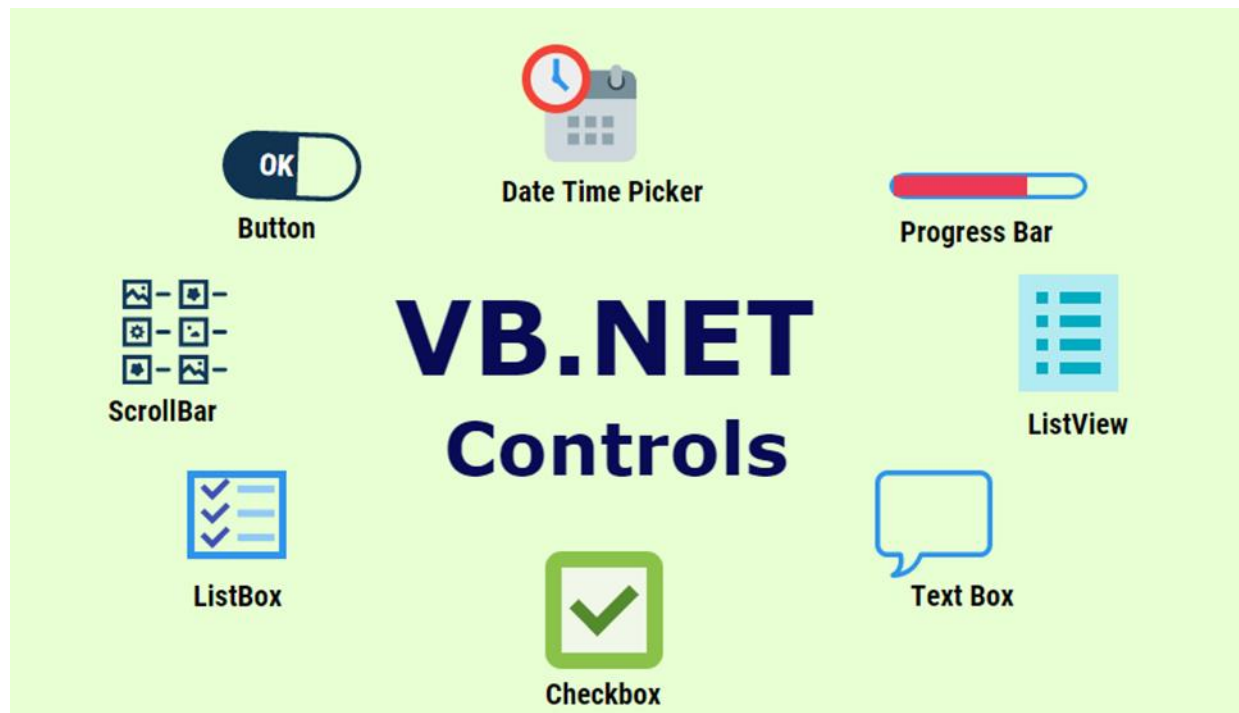 Date Time Picker
OK
Button
Progress Bar
ScrollBar
VB.NET
Controls
ListView
ListBox
Text Box
Checkbox